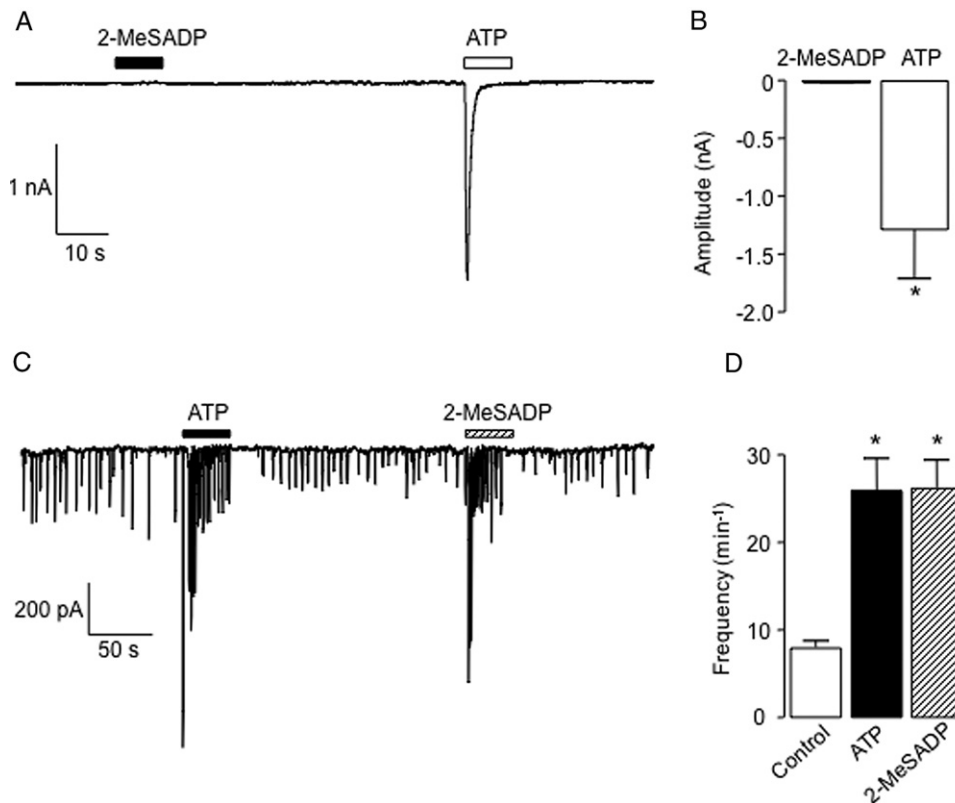 A
2-MeSADP
ATP
1 nA
10 s
B
2-MeSADP ATP
Amplitude (nA)
0
-0.5
-1.0
-1.5
-2.0
*
C
ATP
2-MeSADP
200 pA
50 s
D
Frequency (min-1)
30
20
10
0
* *
Control
ATP
2-MeSADP